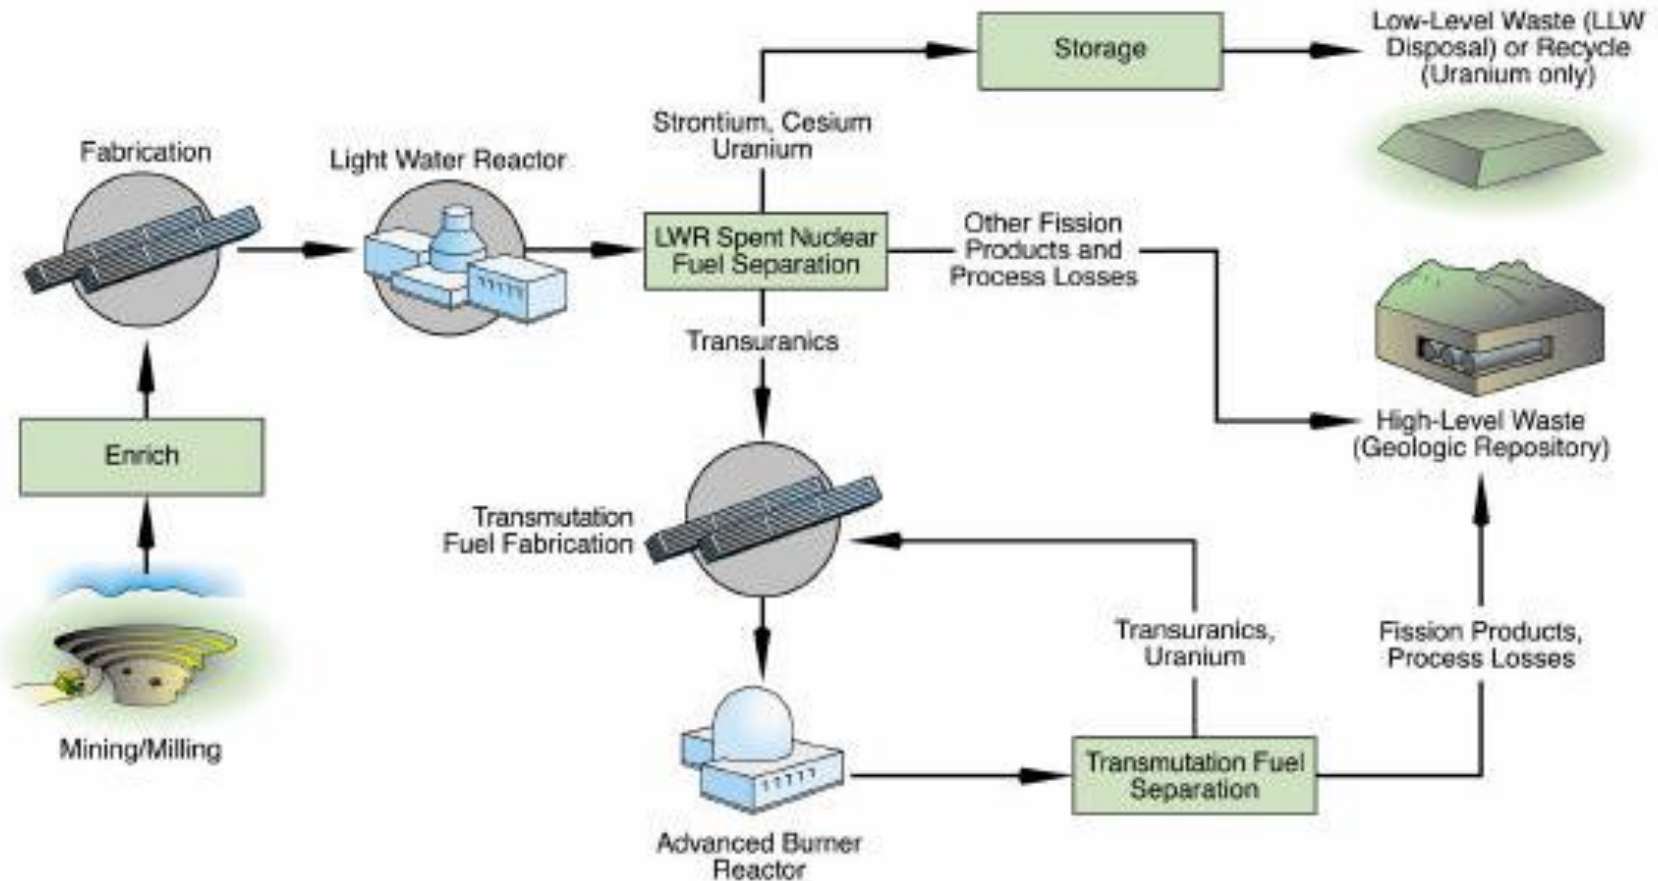 Low-Level Waste (LLW
Disposal) or Recycle
(Uranium only)
Storage
Strontium, Cesium
Uranium
Fabrication
Light Water Reactor
LWR Spent Nuclear
Fuel Separation
Other Fission
Products and
Process Losses
Transuranics
High-Level Waste
(Geologic Repository)
Enrich
Transmutation
Fuel Fabrication
Transuranics,
Uranium
Fission Products,
Process Losses
Mining/Milling
Transmutation Fuel
Separation
Advanced Burner
Reactor